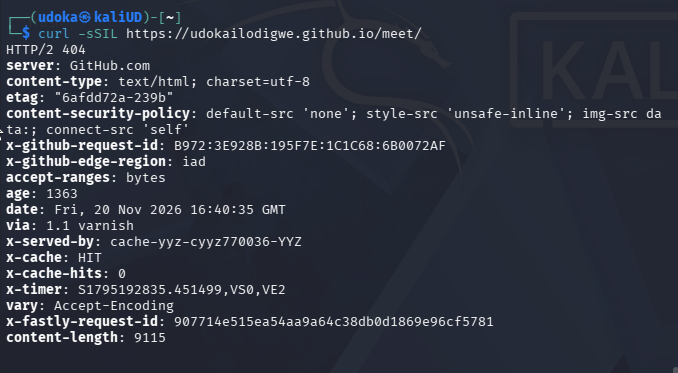 ┌──(udoka㉿kaliUD)-[~]
└─$ curl -sSIL https://udokailodigwe.github.io/meet/
HTTP/2 404
server: GitHub.com
content-type: text/html; charset=utf-8
etag: "6afdd72a-239b"
content-security-policy: default-src 'none'; style-src 'unsafe-inline'; img-src da
ta:; connect-src 'self'
x-github-request-id: B972:3E928B:195F7E:1C1C68:6B0072AF
x-github-edge-region: iad
accept-ranges: bytes
age: 1363
date: Fri, 20 Nov 2026 16:40:35 GMT
via: 1.1 varnish
x-served-by: cache-yyz-cyyz770036-YYZ
x-cache: HIT
x-cache-hits: 0
x-timer: S1795192835.451499,VS0,VE2
vary: Accept-Encoding
x-fastly-request-id: 907714e515ea54aa9a64c38db0d1869e96cf5781
content-length: 9115
KAL